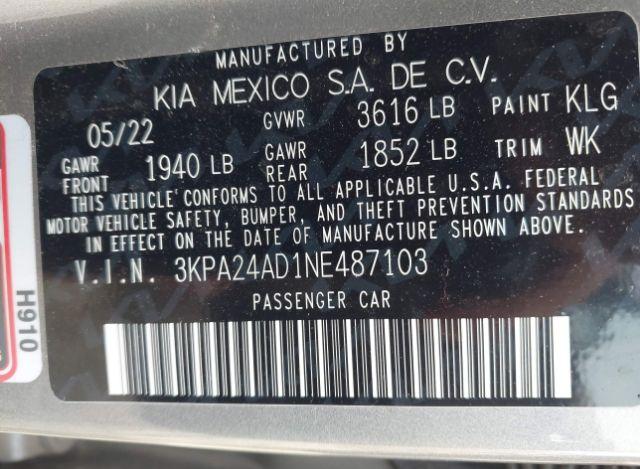 MANUFACTURED BY
KIA MEXICO S.A. DE C.V.
05/22 GVWR 3616 LB PAINT KLG
GAWR FRONT 1940 LB GAWR REAR 1852 LB TRIM WK
THIS VEHICLE CONFORMS TO ALL APPLICABLE U.S.A. FEDERAL
MOTOR VEHICLE SAFETY, BUMPER, AND THEFT PREVENTION STANDARDS
IN EFFECT ON THE DATE OF MANUFACTURE SHOWN ABOVE.
V.I.N. 3KPA24AD1NE487103
PASSENGER CAR
H910